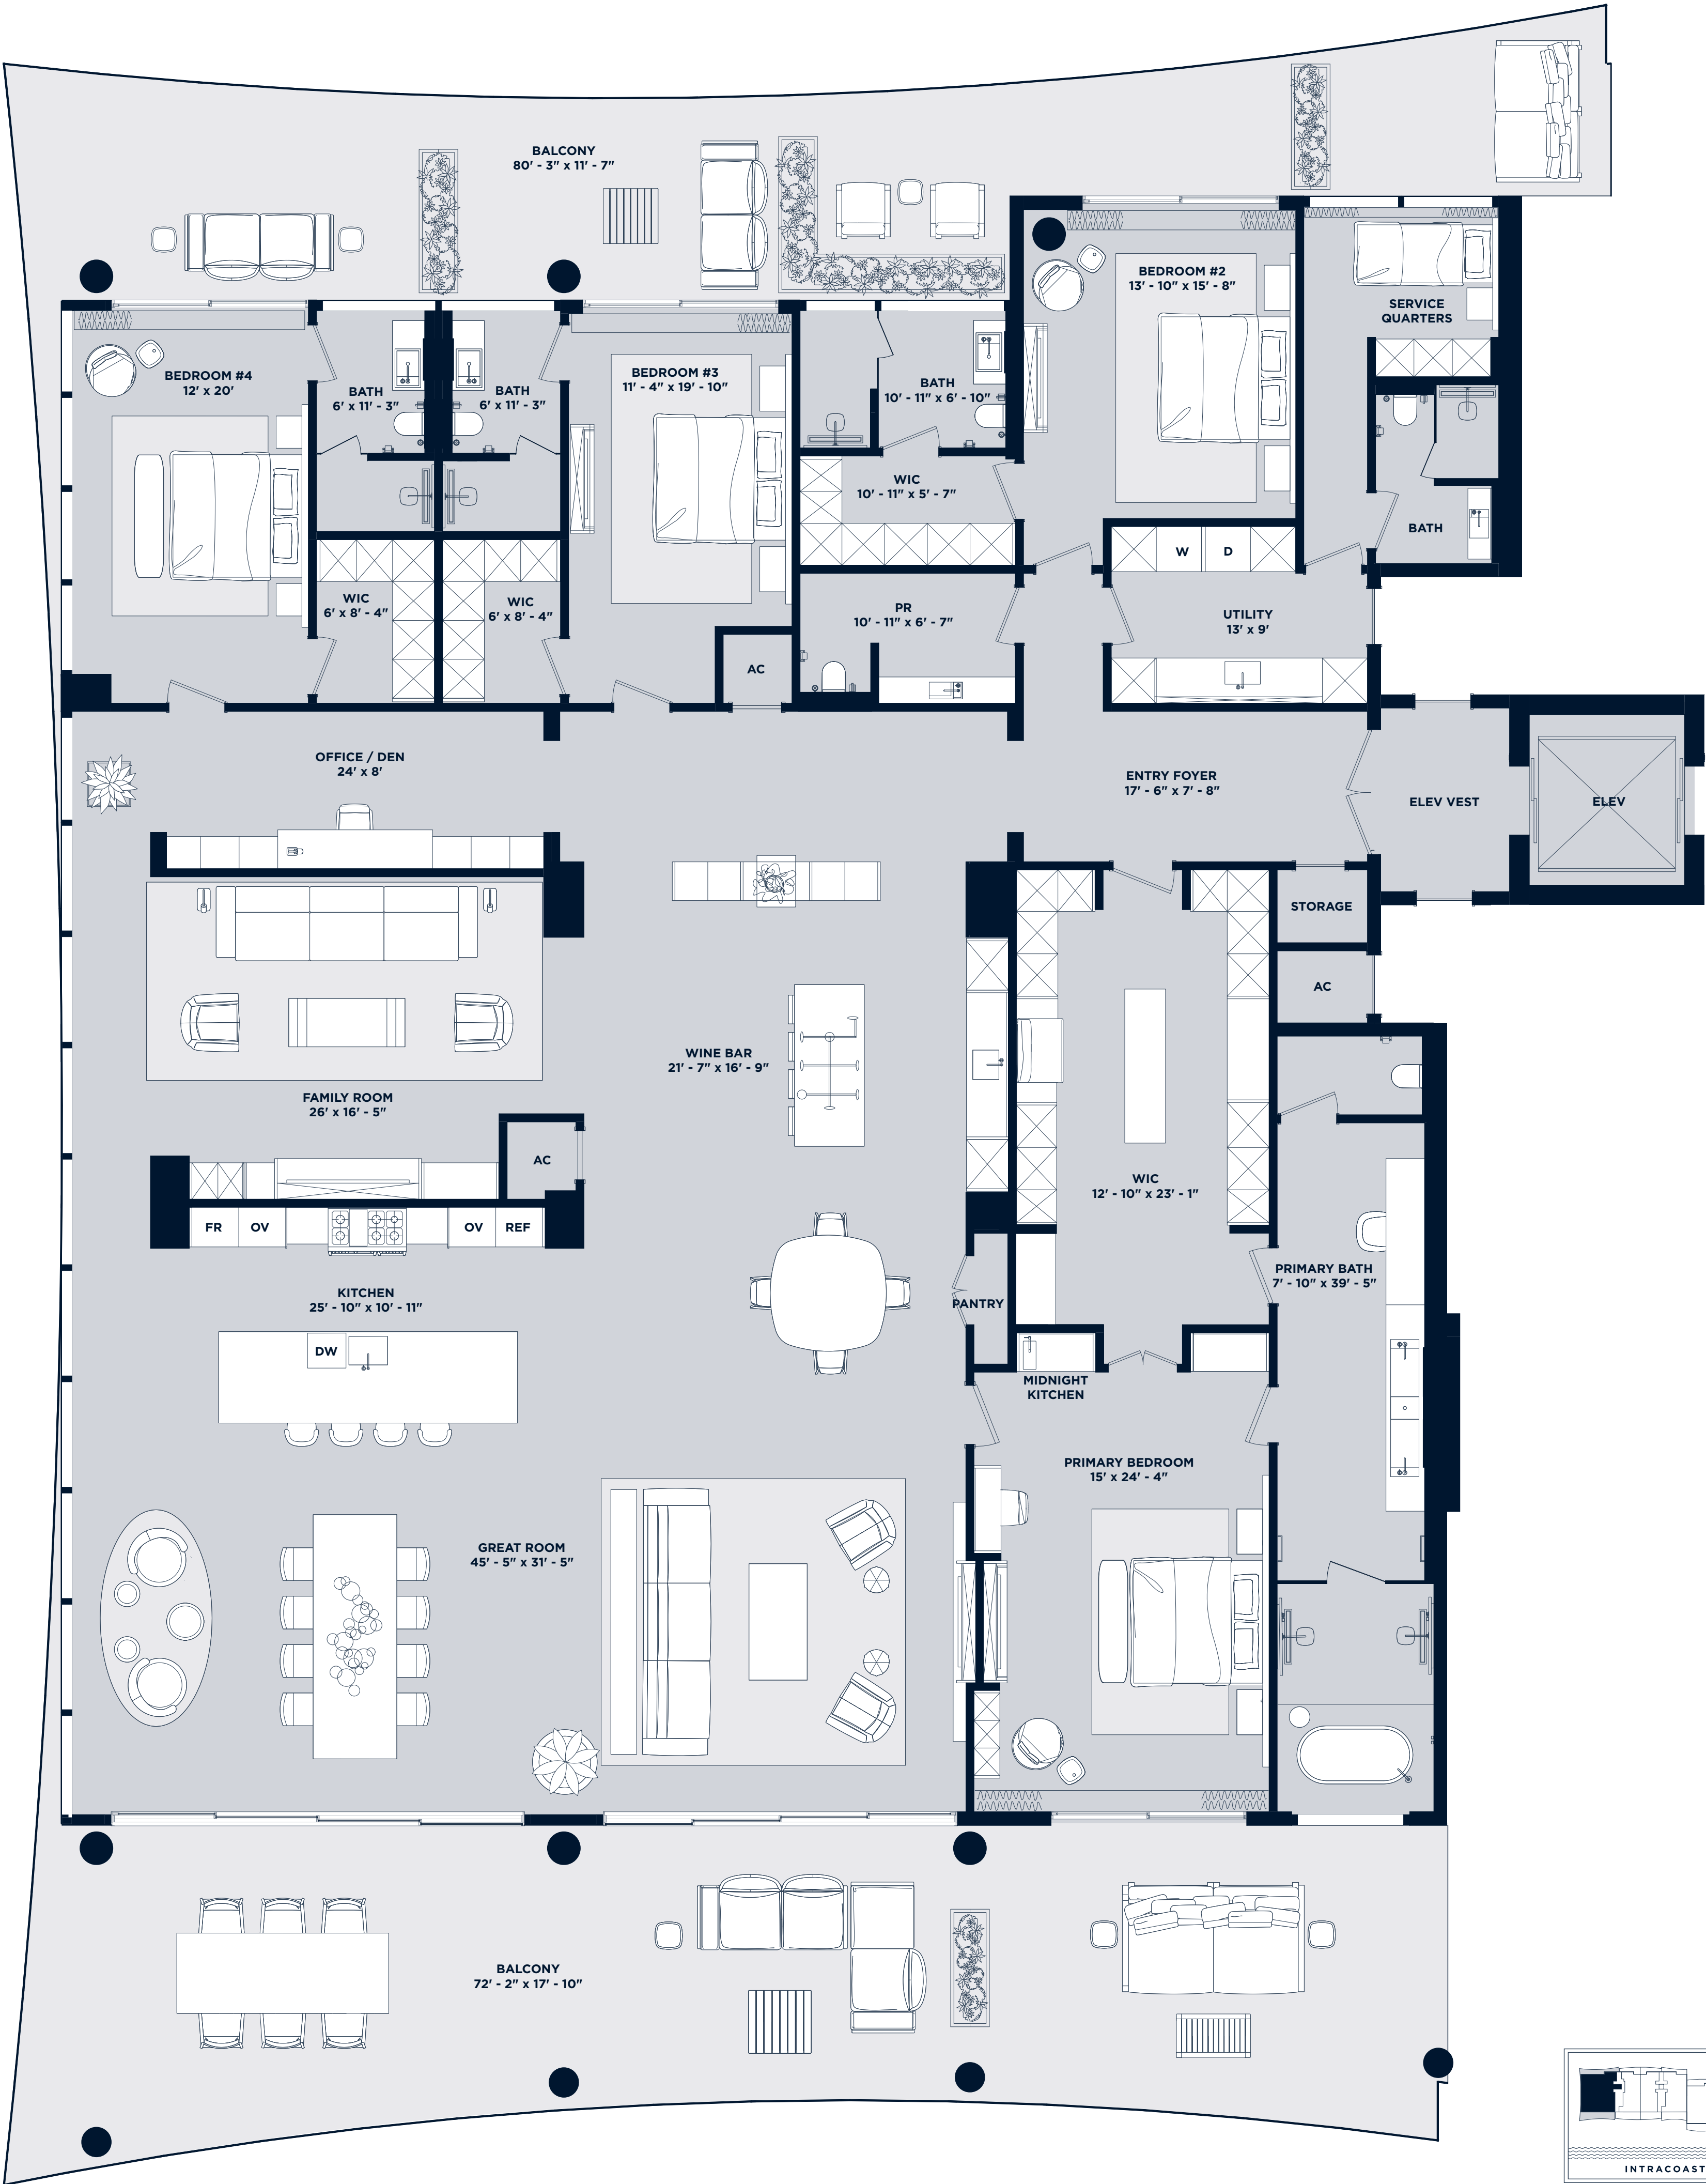 BALCONY
80' - 3" x 11' - 7"
BEDROOM #2
13' - 10" x 15' - 8"
SERVICE
QUARTERS
BEDROOM #4
12' x 20'
BATH
6' x 11' - 3"
BATH
6' x 11' - 3"
BEDROOM #3
11' - 4" x 19' - 10"
BATH
10' - 11" x 6' - 10"
WIC
10' - 11" x 5' - 7"
BATH
W
D
WIC
6' x 8' - 4"
WIC
6' x 8' - 4"
PR
10' - 11" x 6' - 7"
UTILITY
13' x 9'
AC
OFFICE / DEN
24' x 8'
ENTRY FOYER
17' - 6" x 7' - 8"
ELEV VEST
ELEV
STORAGE
AC
WINE BAR
21' - 7" x 16' - 9"
FAMILY ROOM
26' x 16' - 5"
AC
WIC
12' - 10" x 23' - 1"
FR
OV
OV
REF
PRIMARY BATH
7' - 10" x 39' - 5"
KITCHEN
25' - 10" x 10' - 11"
PANTRY
DW
MIDNIGHT
KITCHEN
PRIMARY BEDROOM
15' x 24' - 4"
GREAT ROOM
45' - 5" x 31' - 5"
BALCONY
72' - 2" x 17' - 10"
INTRACOAST